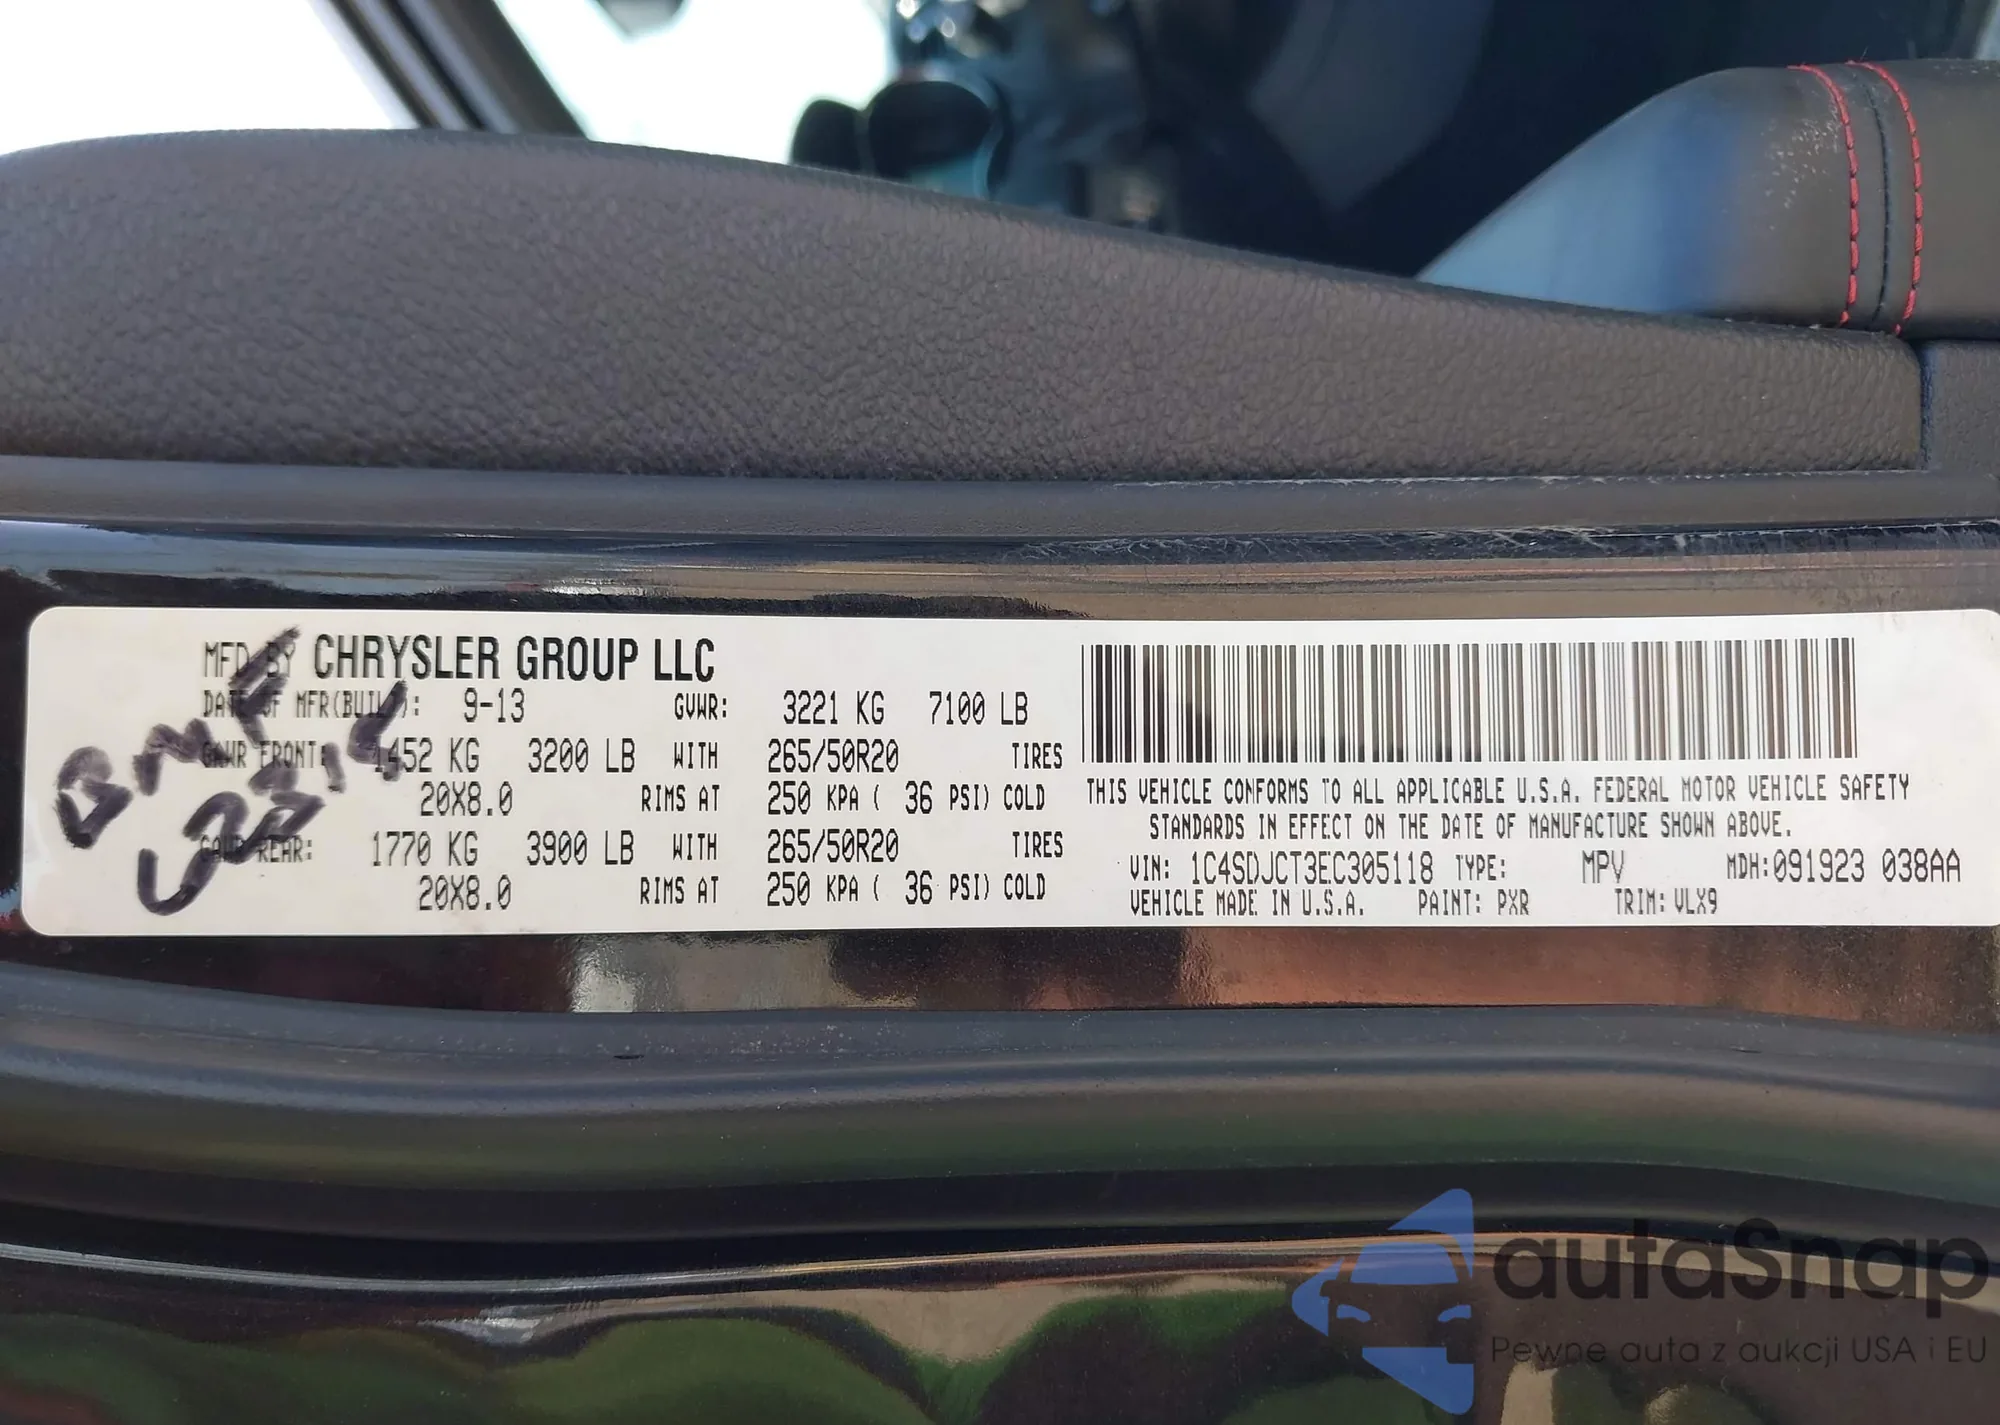 MFD BY CHRYSLER GROUP LLC
DATE OF MFR(BUILT): 9-13 GVWR: 3221 KG 7100 LB
GAWR FRONT: 1452 KG 3200 LB WITH 265/50R20 TIRES
20X8.0 RIMS AT 250 KPA ( 36 PSI) COLD
GAWR REAR: 1770 KG 3900 LB WITH 265/50R20 TIRES
20X8.0 RIMS AT 250 KPA ( 36 PSI) COLD
THIS VEHICLE CONFORMS TO ALL APPLICABLE U.S.A. FEDERAL MOTOR VEHICLE SAFETY
STANDARDS IN EFFECT ON THE DATE OF MANUFACTURE SHOWN ABOVE.
VIN: 1C4SDJCT3EC305118 TYPE: MPV MDH:091923 038AA
VEHICLE MADE IN U.S.A. PAINT: PXR TRIM: VLX9
autaSnap
Pewne auta z aukcji USA i EU